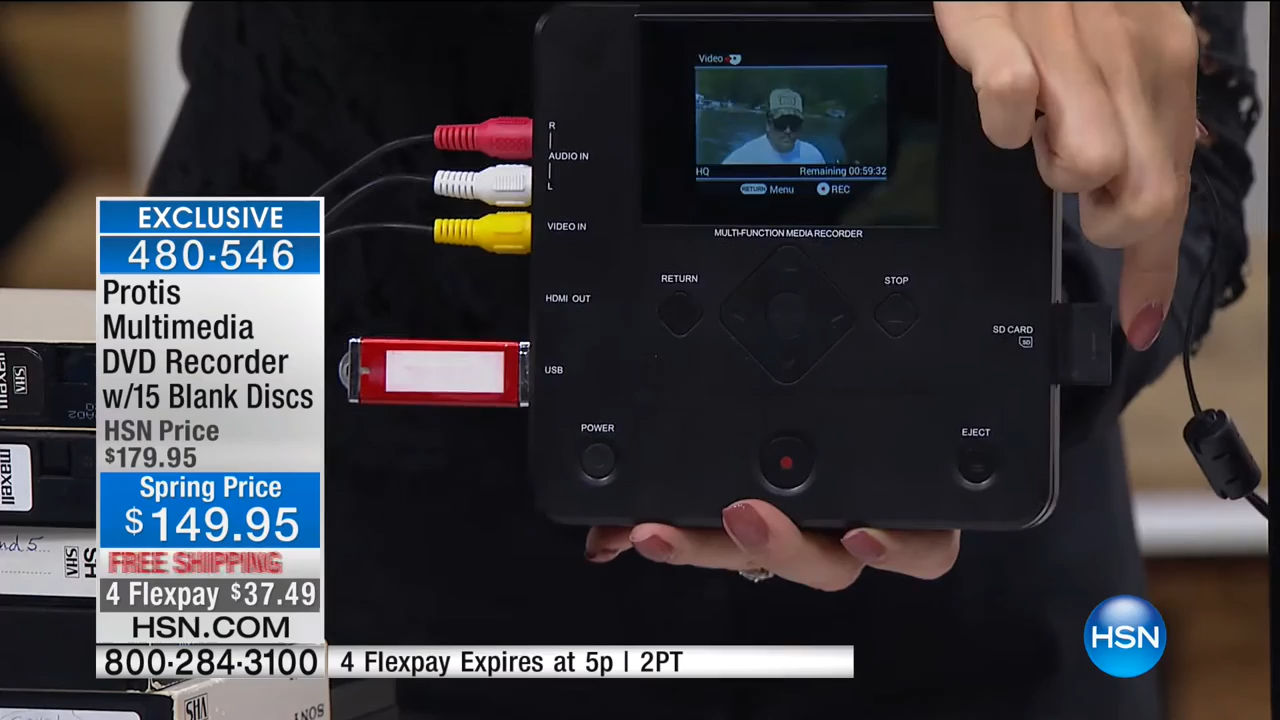 EXCLUSIVE
480·546
Protis
Multimedia
DVD Recorder
w/15 Blank Discs
HSN Price
$179.95
Spring Price
$149.95
FREE SHIPPING
4 Flexpay $37.49
HSN.COM
800·284·3100
4 Flexpay Expires at 5p | 2PT
HSN
Video
HQ
Remaining 00:59:32
RETURN Menu
REC
MULTI-FUNCTION MEDIA RECORDER
R
AUDIO IN
L
VIDEO IN
HDMI OUT
USB
RETURN
STOP
SD CARD
SD
POWER
EJECT
maxell
VHS
maxell
nd 5
VHS
VHS
SONY